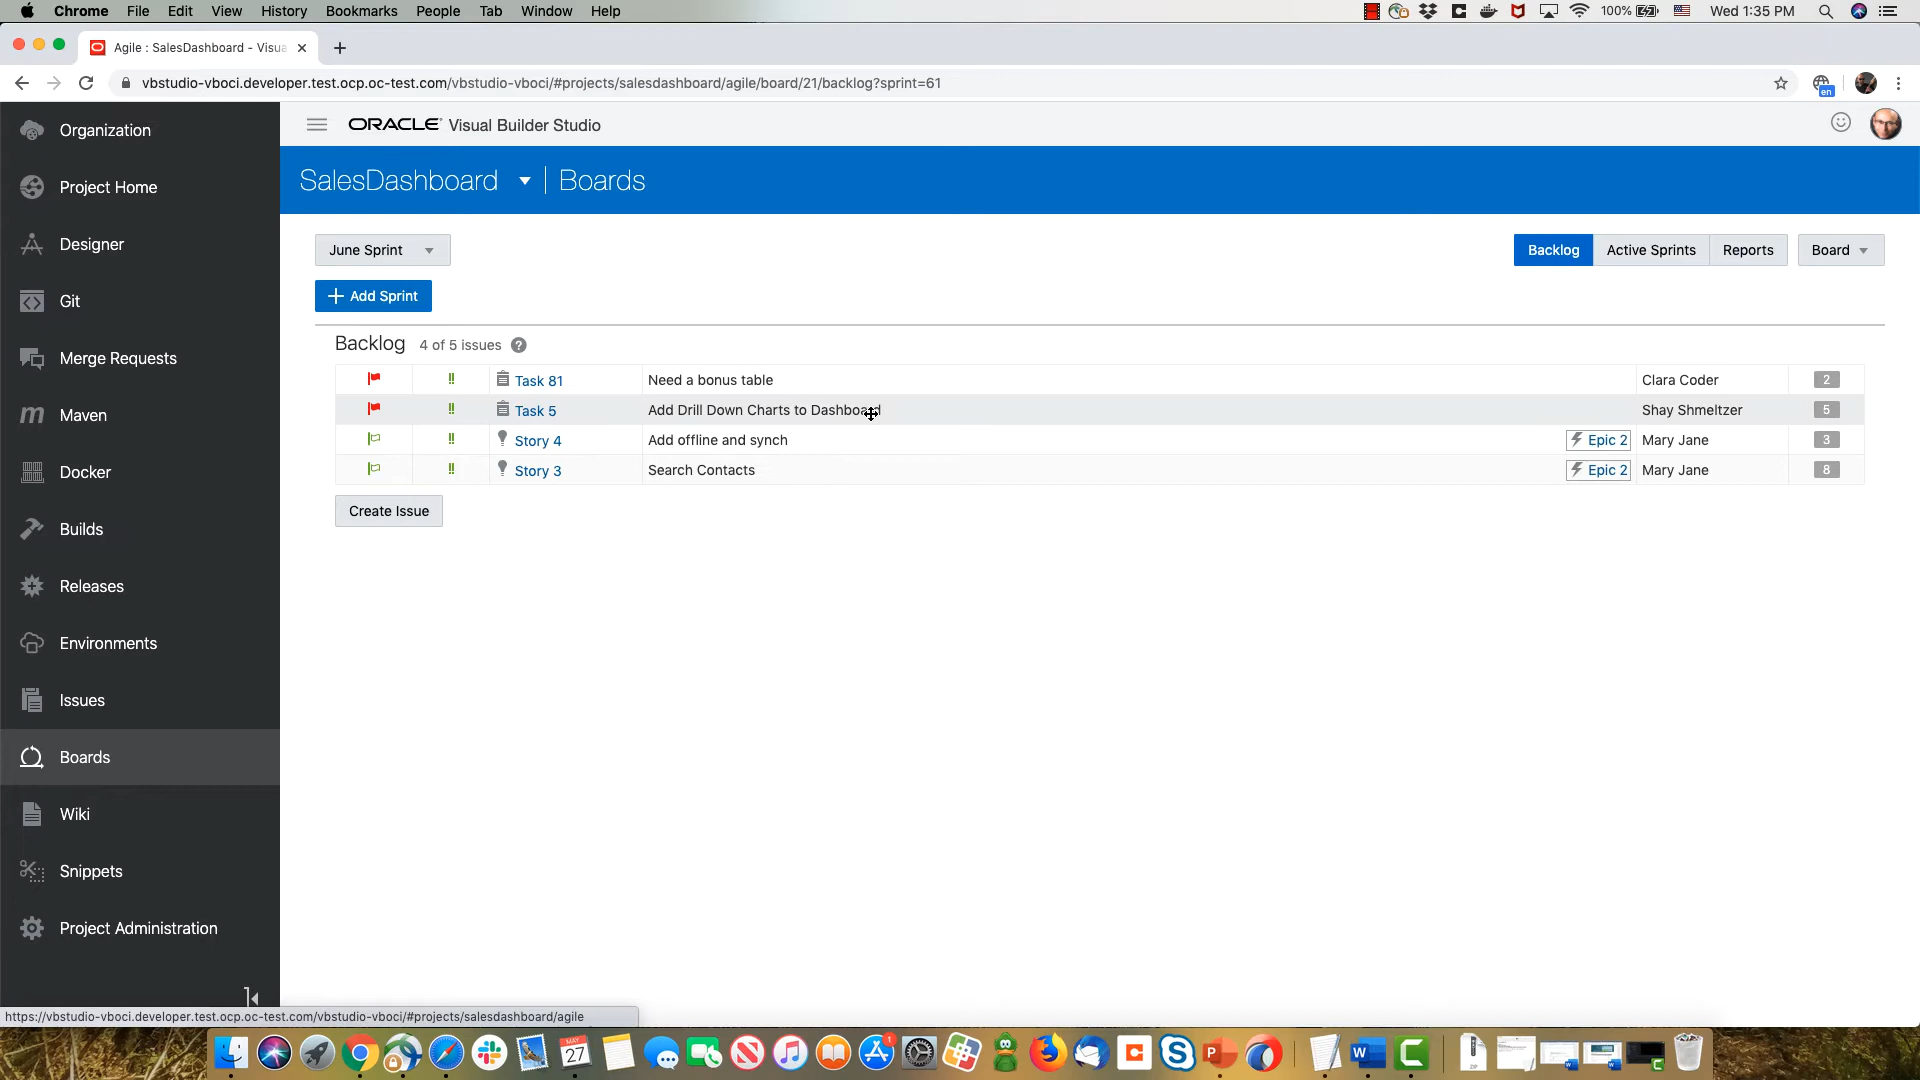 Chrome File Edit View History Bookmarks People Tab Window Help 100% Wed 1:35 PM
Agile : SalesDashboard - Visua
vbstudio-vboci.developer.test.ocp.oc-test.com/vbstudio-vboci/#projects/salesdashboard/agile/board/21/backlog?sprint=61
en
ORACLE Visual Builder Studio
SalesDashboard Boards
Organization
Project Home
Designer
Git
Merge Requests
Maven
Docker
Builds
Releases
Environments
Issues
Boards
Wiki
Snippets
Project Administration
June Sprint Backlog Active Sprints Reports Board
Add Sprint
Backlog 4 of 5 issues ?
!! Task 81 Need a bonus table Clara Coder 2
!! Task 5 Add Drill Down Charts to Dashboard Shay Shmeltzer 5
!! Story 4 Add offline and synch Epic 2 Mary Jane 3
!! Story 3 Search Contacts Epic 2 Mary Jane 8
Create Issue
https://vbstudio-vboci.developer.test.ocp.oc-test.com/vbstudio-vboci/#projects/salesdashboard/agile
27
1